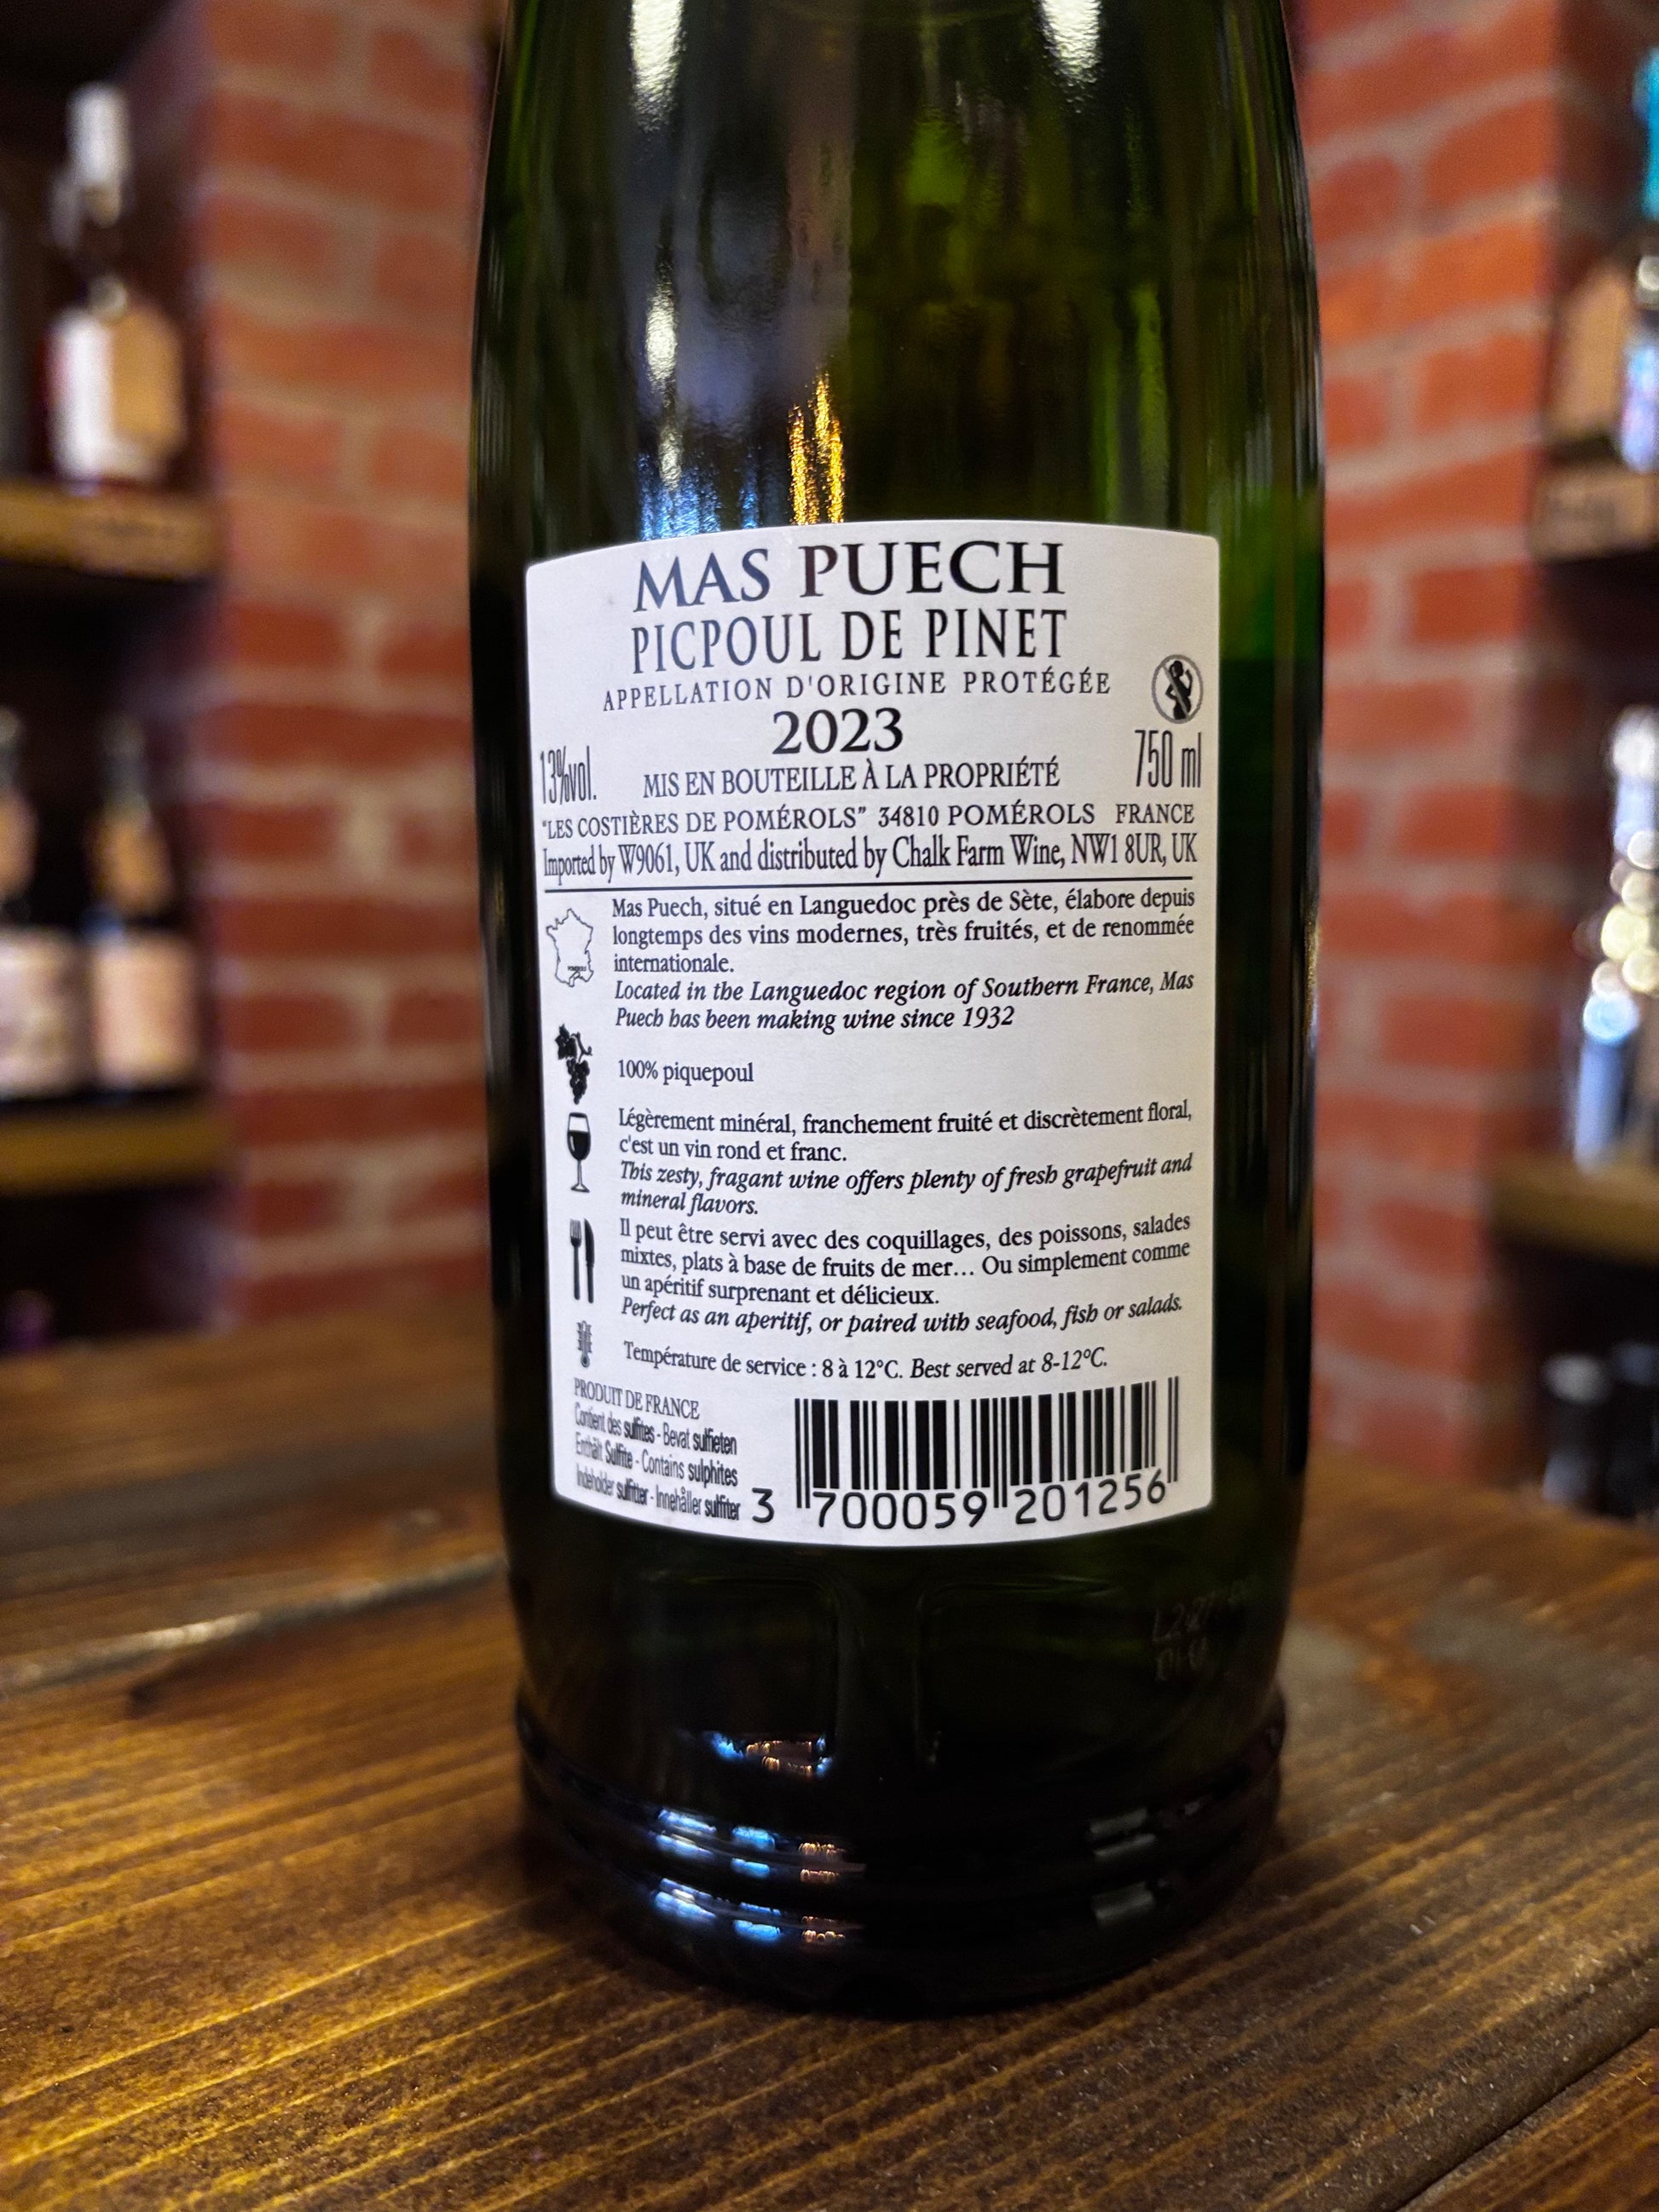 MAS PUECH
PICPOUL DE PINET
APPELLATION D'ORIGINE PROTÉGÉE
2023
13%vol.
MIS EN BOUTEILLE À LA PROPRIÉTÉ
750 ml
"LES COSTIÈRES DE POMÉROLS" 34810 POMÉROLS FRANCE
Imported by W9061, UK and distributed by Chalk Farm Wine, NW1 8UR, UK
Mas Puech, situé en Languedoc près de Sète, élabore depuis
longtemps des vins modernes, très fruités, et de renommée
internationale.
Located in the Languedoc region of Southern France, Mas
Puech has been making wine since 1932
100% piquepoul
Légèrement minéral, franchement fruité et discrètement floral,
c'est un vin rond et franc.
This zesty, fragant wine offers plenty of fresh grapefruit and
mineral flavors.
Il peut être servi avec des coquillages, des poissons, salades
mixtes, plats à base de fruits de mer... Ou simplement comme
un apéritif surprenant et délicieux.
Perfect as an aperitif, or paired with seafood, fish or salads.
Température de service : 8 à 12°C. Best served at 8-12°C.
PRODUIT DE FRANCE
Contient des sulfites - Bevat sulfieten
Enthält Sulfite - Contains sulphites
Indeholder sulfitter - Innehåller sulfiter
3 700059 201256